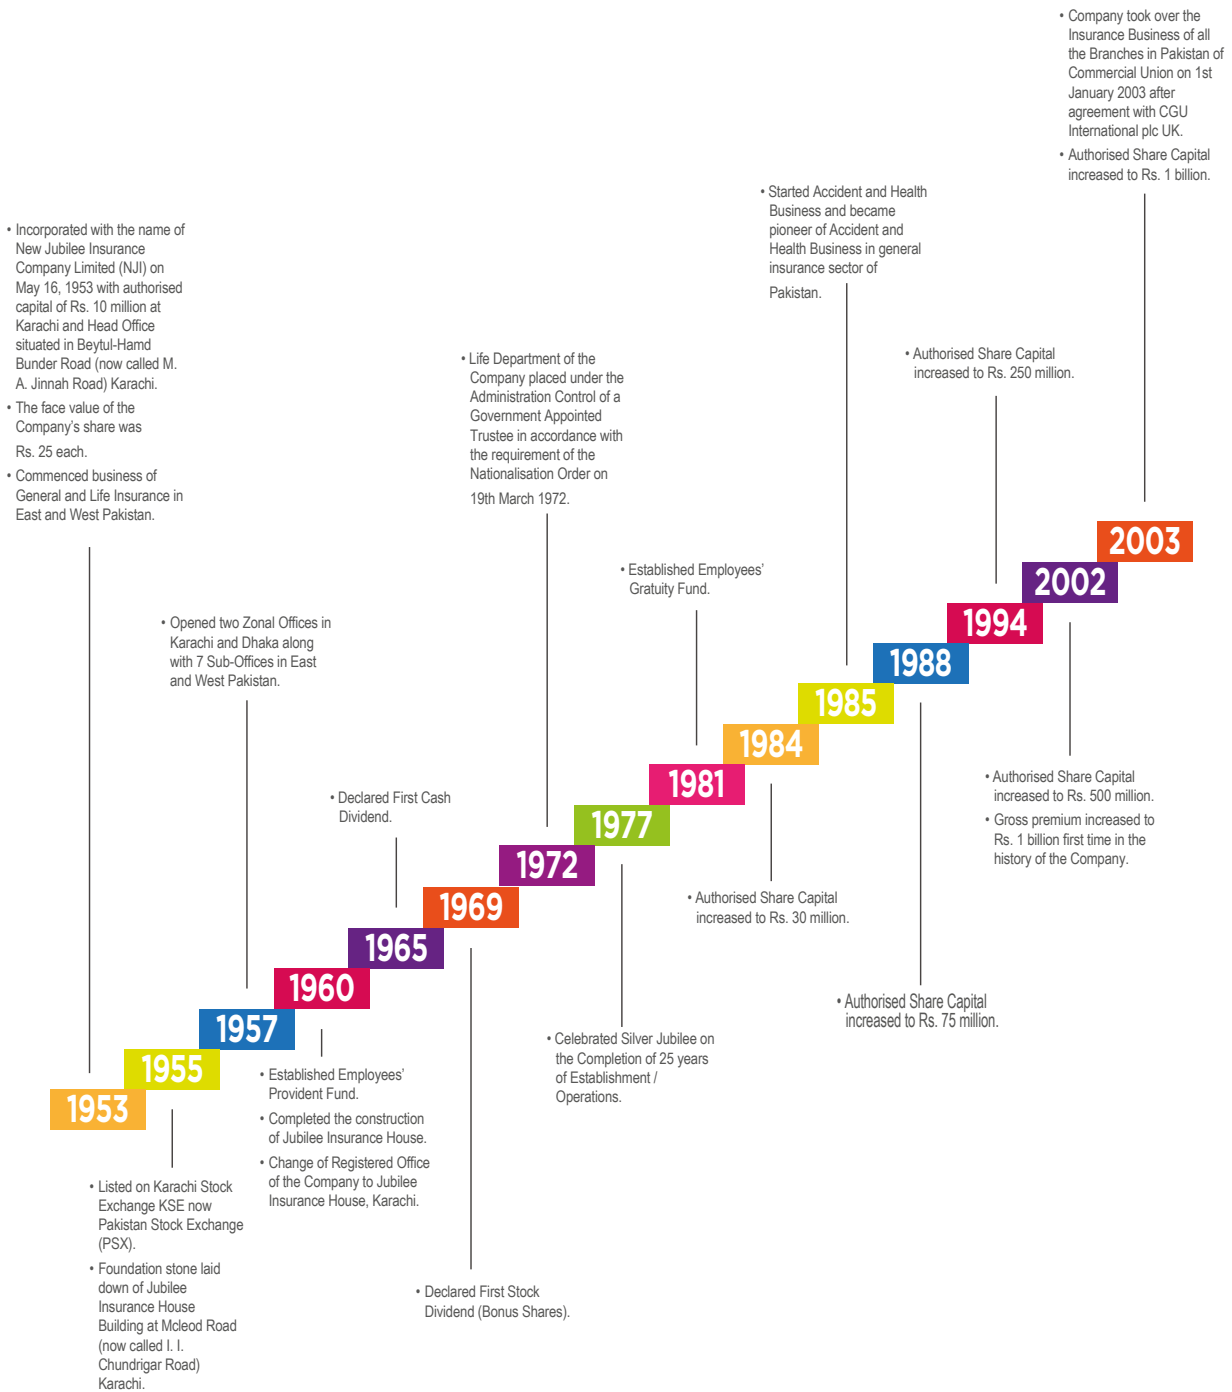 • Incorporated with the name of
New Jubilee Insurance
Company Limited (NJI) on
May 16, 1953 with authorised
capital of Rs. 10 million at
Karachi and Head Office
situated in Beytul-Hamd
Bunder Road (now called M.
A. Jinnah Road) Karachi.
• The face value of the
Company's share was
Rs. 25 each.
• Commenced business of
General and Life Insurance in
East and West Pakistan.
1953
1955
• Listed on Karachi Stock
Exchange KSE now
Pakistan Stock Exchange
(PSX).
• Foundation stone laid
down of Jubilee
Insurance House
Building at Mcleod Road
(now called I. I.
Chundrigar Road)
Karachi.
• Opened two Zonal Offices in
Karachi and Dhaka along
with 7 Sub-Offices in East
and West Pakistan.
1957
1960
• Established Employees'
Provident Fund.
• Completed the construction
of Jubilee Insurance House.
• Change of Registered Office
of the Company to Jubilee
Insurance House, Karachi.
• Declared First Cash
Dividend.
1965
1969
• Declared First Stock
Dividend (Bonus Shares).
• Life Department of the
Company placed under the
Administration Control of a
Government Appointed
Trustee in accordance with
the requirement of the
Nationalisation Order on
19th March 1972.
1972
1977
• Celebrated Silver Jubilee on
the Completion of 25 years
of Establishment /
Operations.
• Established Employees'
Gratuity Fund.
1981
1984
• Authorised Share Capital
increased to Rs. 30 million.
• Started Accident and Health
Business and became
pioneer of Accident and
Health Business in general
insurance sector of
Pakistan.
1985
1988
• Authorised Share Capital
increased to Rs. 75 million.
• Authorised Share Capital
increased to Rs. 250 million.
1994
2002
• Authorised Share Capital
increased to Rs. 500 million.
• Gross premium increased to
Rs. 1 billion first time in the
history of the Company.
• Company took over the
Insurance Business of all
the Branches in Pakistan of
Commercial Union on 1st
January 2003 after
agreement with CGU
International plc UK.
• Authorised Share Capital
increased to Rs. 1 billion.
2003